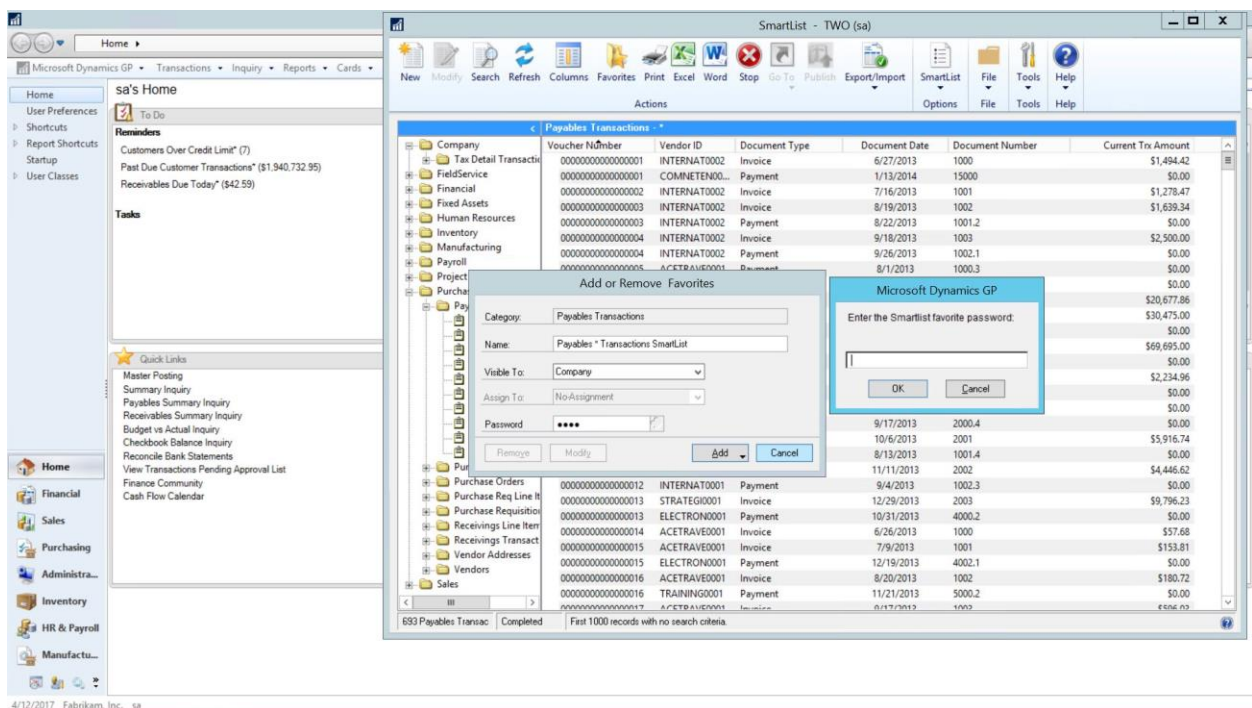 SmartList - TWO (sa)
Home
Microsoft Dynamics GP Transactions Inquiry Reports Cards
New Modify Search Refresh Columns Favorites Print Excel Word Stop Go To Publish Export/Import SmartList File Tools Help
Actions Options File Tools Help
Home
User Preferences
Shortcuts
Report Shortcuts
Startup
User Classes
sa's Home
To Do
Reminders
Customers Over Credit Limit* (7)
Past Due Customer Transactions* ($1,940,732.95)
Receivables Due Today* ($42.59)
Tasks
Quick Links
Master Posting
Summary Inquiry
Payables Summary Inquiry
Receivables Summary Inquiry
Budget vs Actual Inquiry
Checkbook Balance Inquiry
Reconcile Bank Statements
View Transactions Pending Approval List
Finance Community
Cash Flow Calendar
Home
Financial
Sales
Purchasing
Administra...
Inventory
HR & Payroll
Manufactu...
4/12/2017 Fabrikam, Inc. sa
Company
Tax Detail Transactic
FieldService
Financial
Fixed Assets
Human Resources
Inventory
Manufacturing
Payroll
Project
Purcha
Pay
Pur
Purchase Orders
Purchase Req Line It
Purchase Requisition
Receivings Line Item
Receivings Transact
Vendor Addresses
Vendors
Sales
Payables Transactions - *
Voucher Number Vendor ID Document Type Document Date Document Number Current Trx Amount
00000000000000001 INTERNAT0002 Invoice 6/27/2013 1000 $1,494.42
00000000000000001 COMNETEN00... Payment 1/13/2014 15000 $0.00
00000000000000002 INTERNAT0002 Invoice 7/16/2013 1001 $1,278.47
00000000000000003 INTERNAT0002 Invoice 8/19/2013 1002 $1,639.34
00000000000000003 INTERNAT0002 Payment 8/22/2013 1001.2 $0.00
00000000000000004 INTERNAT0002 Invoice 9/18/2013 1003 $2,500.00
00000000000000004 INTERNAT0002 Payment 9/26/2013 1002.1 $0.00
00000000000000005 ACETRAVE0001 Payment 8/1/2013 1000.3 $0.00
$0.00
$20,677.86
$30,475.00
$0.00
$69,695.00
$0.00
$2,234.96
$0.00
$0.00
9/17/2013 2000.4 $0.00
10/6/2013 2001 $5,916.74
8/13/2013 1001.4 $0.00
11/11/2013 2002 $4,446.62
00000000000000012 INTERNAT0001 Payment 9/4/2013 1002.3 $0.00
00000000000000013 STRATEGI0001 Invoice 12/29/2013 2003 $9,796.23
00000000000000013 ELECTRON0001 Payment 10/31/2013 4000.2 $0.00
00000000000000014 ACETRAVE0001 Invoice 6/26/2013 1000 $57.68
00000000000000015 ACETRAVE0001 Invoice 7/9/2013 1001 $153.81
00000000000000015 ELECTRON0001 Payment 12/19/2013 4002.1 $0.00
00000000000000016 ACETRAVE0001 Invoice 8/20/2013 1002 $180.72
00000000000000016 TRAINING0001 Payment 11/21/2013 5000.2 $0.00
00000000000000017 ACETRAVE0001 Invoice 9/17/2013 1003 $506.03
693 Payables Transac Completed First 1000 records with no search criteria.
Add or Remove Favorites
Category: Payables Transactions
Name: Payables * Transactions SmartList
Visible To: Company
Assign To: No-Assignment
Password ••••
Remove Modify Add Cancel
Microsoft Dynamics GP
Enter the Smartlist favorite password:
OK Cancel